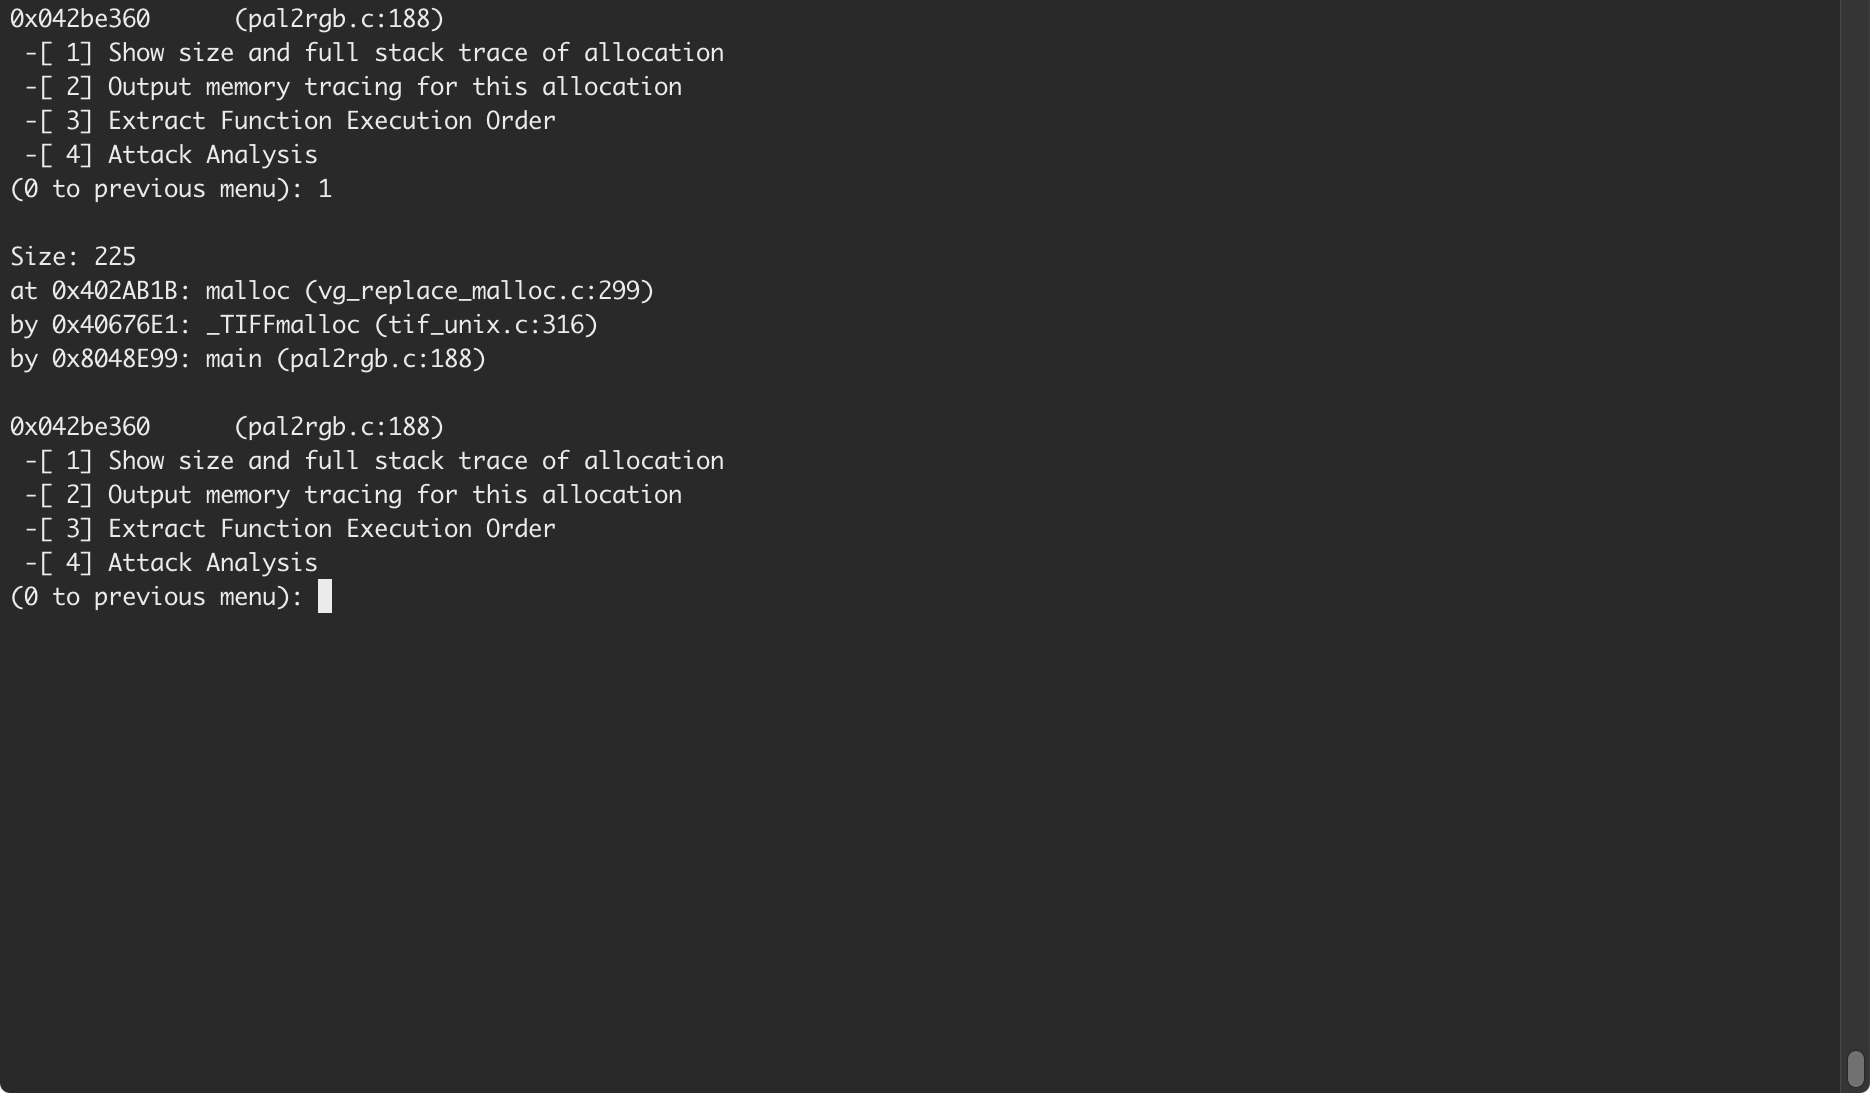 0x042be360      (pal2rgb.c:188)
 -[ 1] Show size and full stack trace of allocation
 -[ 2] Output memory tracing for this allocation
 -[ 3] Extract Function Execution Order
 -[ 4] Attack Analysis
(0 to previous menu): 1

Size: 225
at 0x402AB1B: malloc (vg_replace_malloc.c:299)
by 0x40676E1: _TIFFmalloc (tif_unix.c:316)
by 0x8048E99: main (pal2rgb.c:188)

0x042be360      (pal2rgb.c:188)
 -[ 1] Show size and full stack trace of allocation
 -[ 2] Output memory tracing for this allocation
 -[ 3] Extract Function Execution Order
 -[ 4] Attack Analysis
(0 to previous menu):